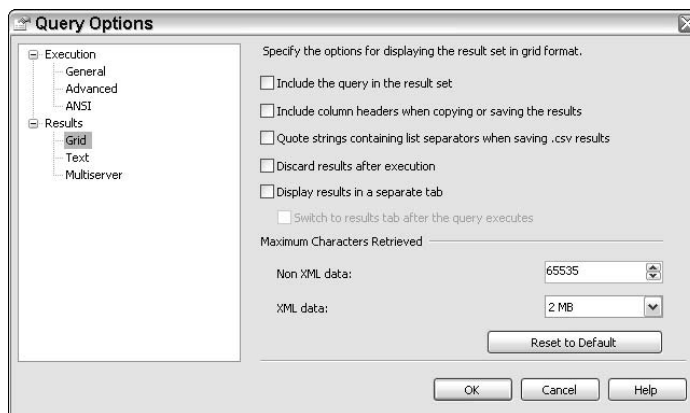 Query Options
Execution
General
Advanced
ANSI
Results
Grid
Text
Multiserver
Specify the options for displaying the result set in grid format.
Include the query in the result set
Include column headers when copying or saving the results
Quote strings containing list separators when saving .csv results
Discard results after execution
Display results in a separate tab
Switch to results tab after the query executes
Maximum Characters Retrieved
Non XML data: 65535
XML data: 2 MB
Reset to Default
OK Cancel Help